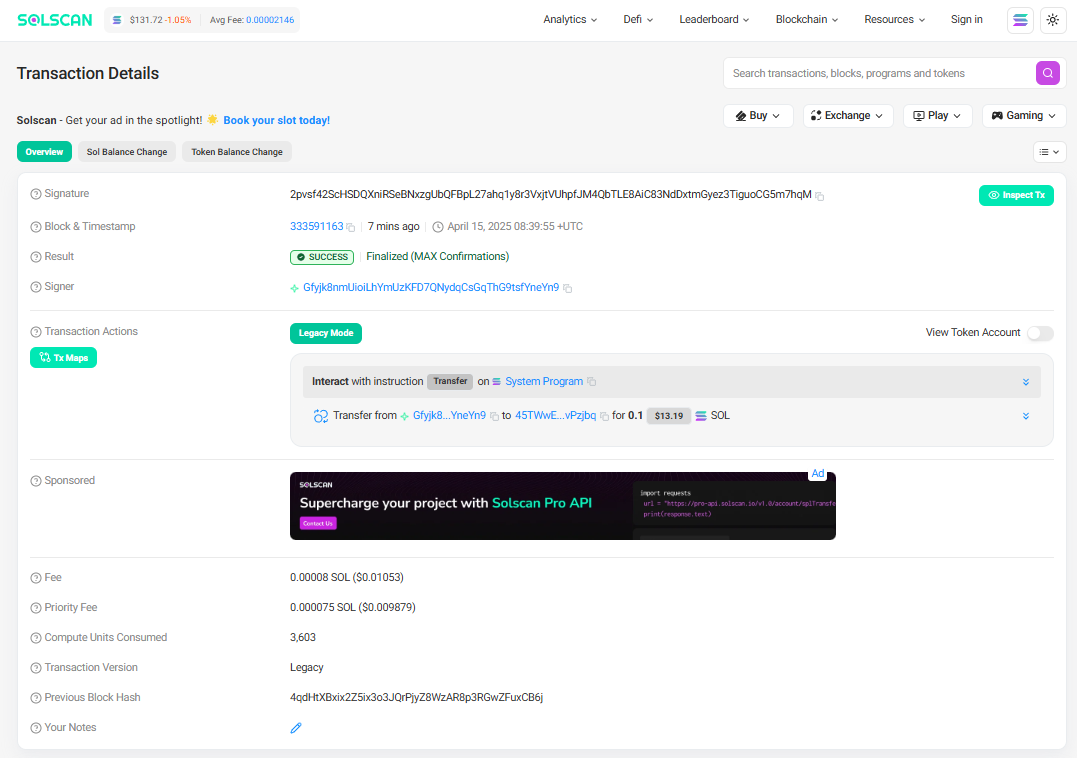 SOLSCAN $131.72 -1.05% Avg Fee: 0.00002146 Analytics Defi Leaderboard Blockchain Resources Sign in
Transaction Details
Search transactions, blocks, programs and tokens
Solscan - Get your ad in the spotlight! 🌟 Book your slot today!
Buy Exchange Play Gaming
Overview Sol Balance Change Token Balance Change
Signature 2pvsf42ScHSDQXniRSeBNxzgUbQFBpL27ahq1y8r3VxjtVUhpfJM4QbTLE8AiC83NdDxtmGyez3TiguoCG5m7hqM Inspect Tx
Block & Timestamp 333591163 7 mins ago April 15, 2025 08:39:55 +UTC
Result SUCCESS Finalized (MAX Confirmations)
Signer Gfyjk8nmUioiLhYmUzKFD7QNydqCsGqThG9tsfYneYn9
Transaction Actions Legacy Mode View Token Account
Tx Maps
Interact with instruction Transfer on System Program
Transfer from Gfyjk8...YneYn9 to 45TWwE...vPzjbq for 0.1 $13.19 SOL
Sponsored
Ad
SOLSCAN
Supercharge your project with Solscan Pro API
Contact Us
import requests
url = "https://pro-api.solscan.io/v1.0/account/splTransfe
print(response.text)
Fee 0.00008 SOL ($0.01053)
Priority Fee 0.000075 SOL ($0.009879)
Compute Units Consumed 3,603
Transaction Version Legacy
Previous Block Hash 4qdHtXBxix2Z5ix3o3JQrPjyZ8WzAR8p3RGwZFuxCB6j
Your Notes